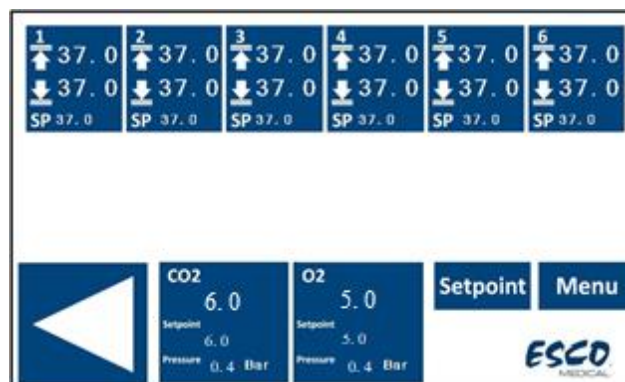 1 2 3 4 5 6
37.0 37.0 37.0 37.0 37.0 37.0
37.0 37.0 37.0 37.0 37.0 37.0
SP 37.0 SP 37.0 SP 37.0 SP 37.0 SP 37.0 SP 37.0
CO2
6.0
Setpoint
6.0
Pressure 0.4 Bar
O2
5.0
Setpoint
5.0
Pressure 0.4 Bar
Setpoint
Menu
ESCO
MEDICAL